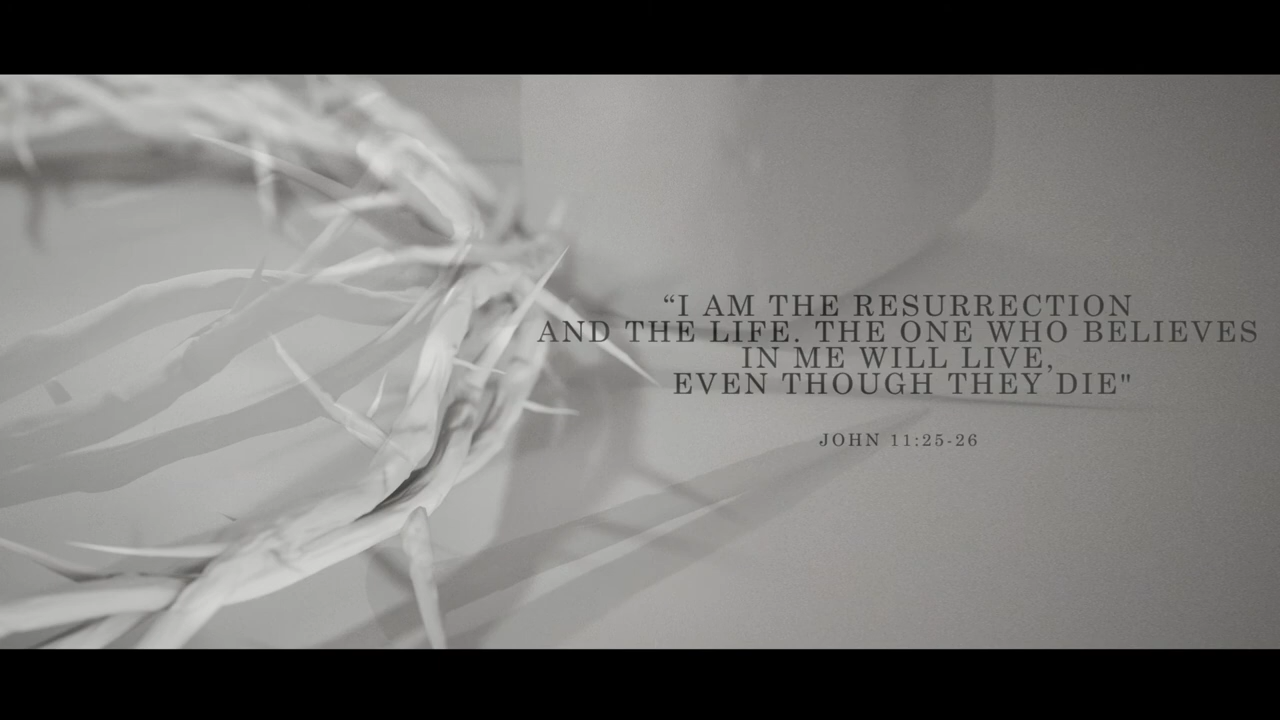 “I AM THE RESURRECTION
AND THE LIFE. THE ONE WHO BELIEVES
IN ME WILL LIVE,
EVEN THOUGH THEY DIE"
JOHN 11:25-26